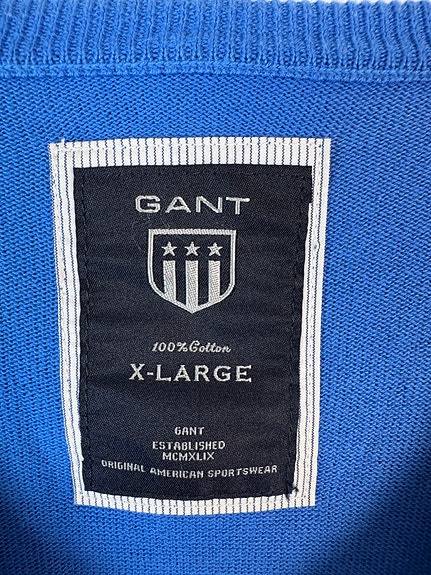 GANT
100% Cotton
X-LARGE
GANT
ESTABLISHED
MCMXLIX
ORIGINAL AMERICAN SPORTSWEAR